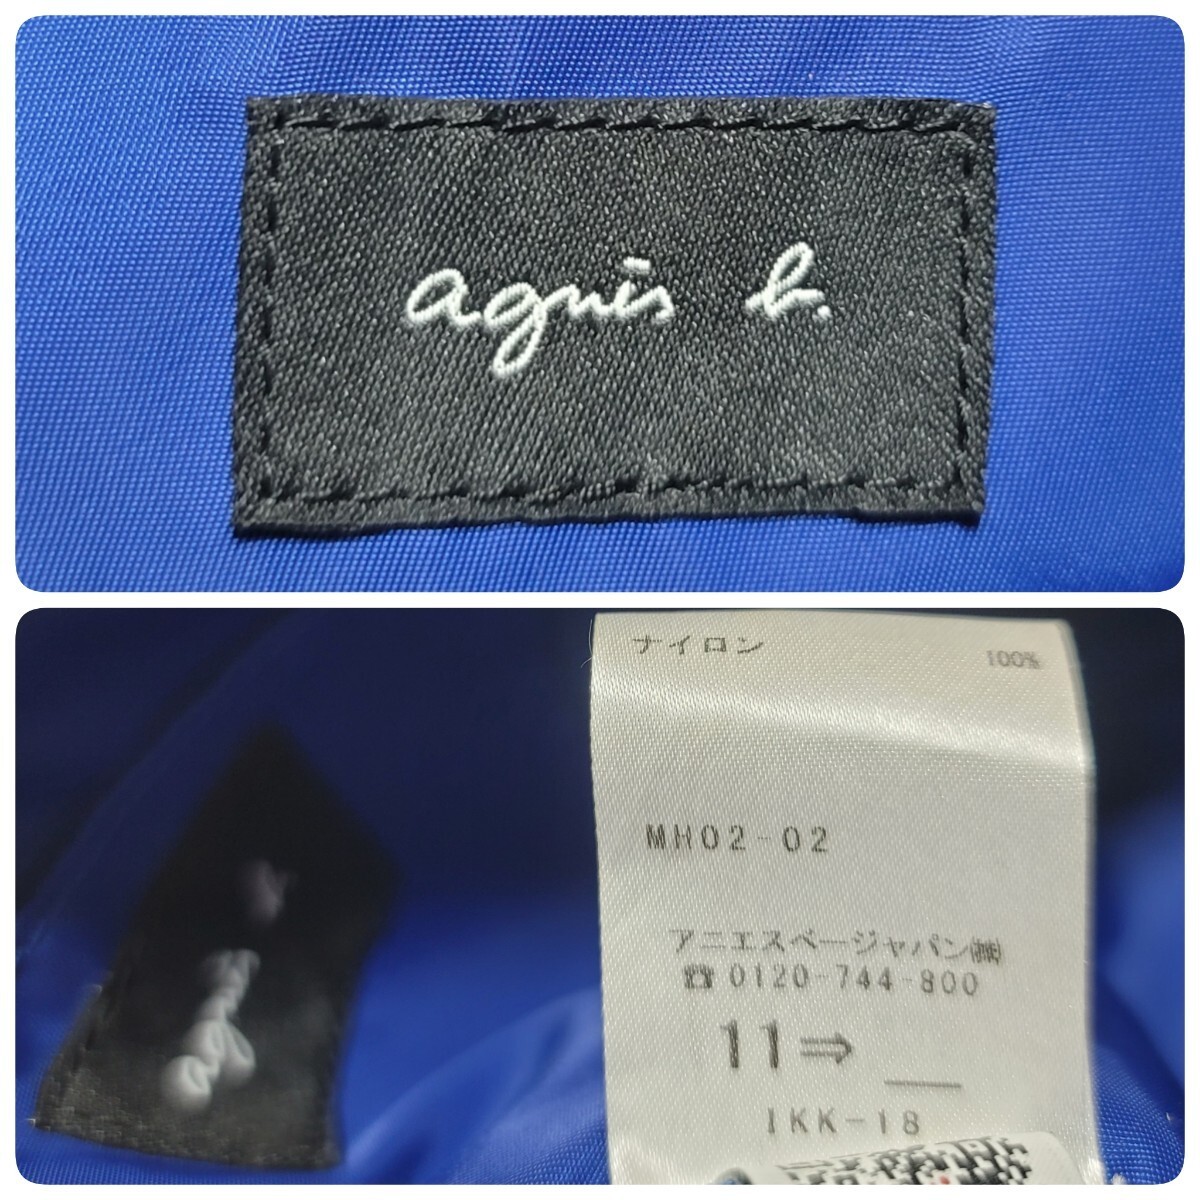 agnès b.
ナイロン 100%
MH02-02
アニエスベージャパン㈱
☎0120-744-800
11⇒
IKK-18
agnès b.